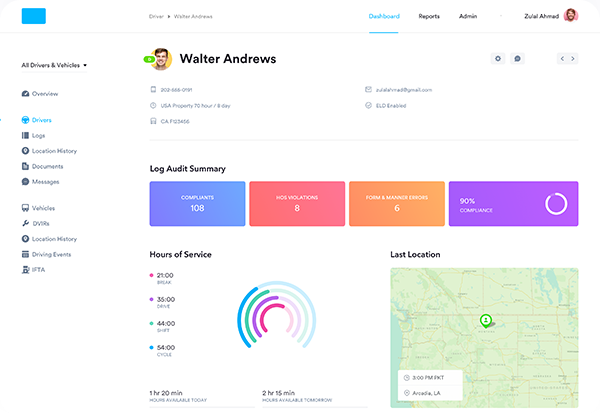 Driver Walter Andrews
Dashboard Reports Admin
Zulal Ahmad
All Drivers & Vehicles
Walter Andrews
202-555-0191
zulalahmad@gmail.com
Overview
USA Property 70 hour / 8 day
ELD Enabled
CA F123456
Drivers
Logs
Location History
Documents
Messages
Vehicles
DVIRs
Location History
Driving Events
IFTA
Log Audit Summary
COMPLIANTS
108
HOS VIOLATIONS
8
FORM & MANNER ERRORS
6
90%
COMPLIANCE
Hours of Service
21:00
BREAK
35:00
DRIVE
44:00
SHIFT
54:00
CYCLE
1 hr 20 min
HOURS AVAILABLE TODAY
2 hr 15 min
HOURS AVAILABLE TOMORROW
Last Location
3:00 PM PKT
Arcadia, LA